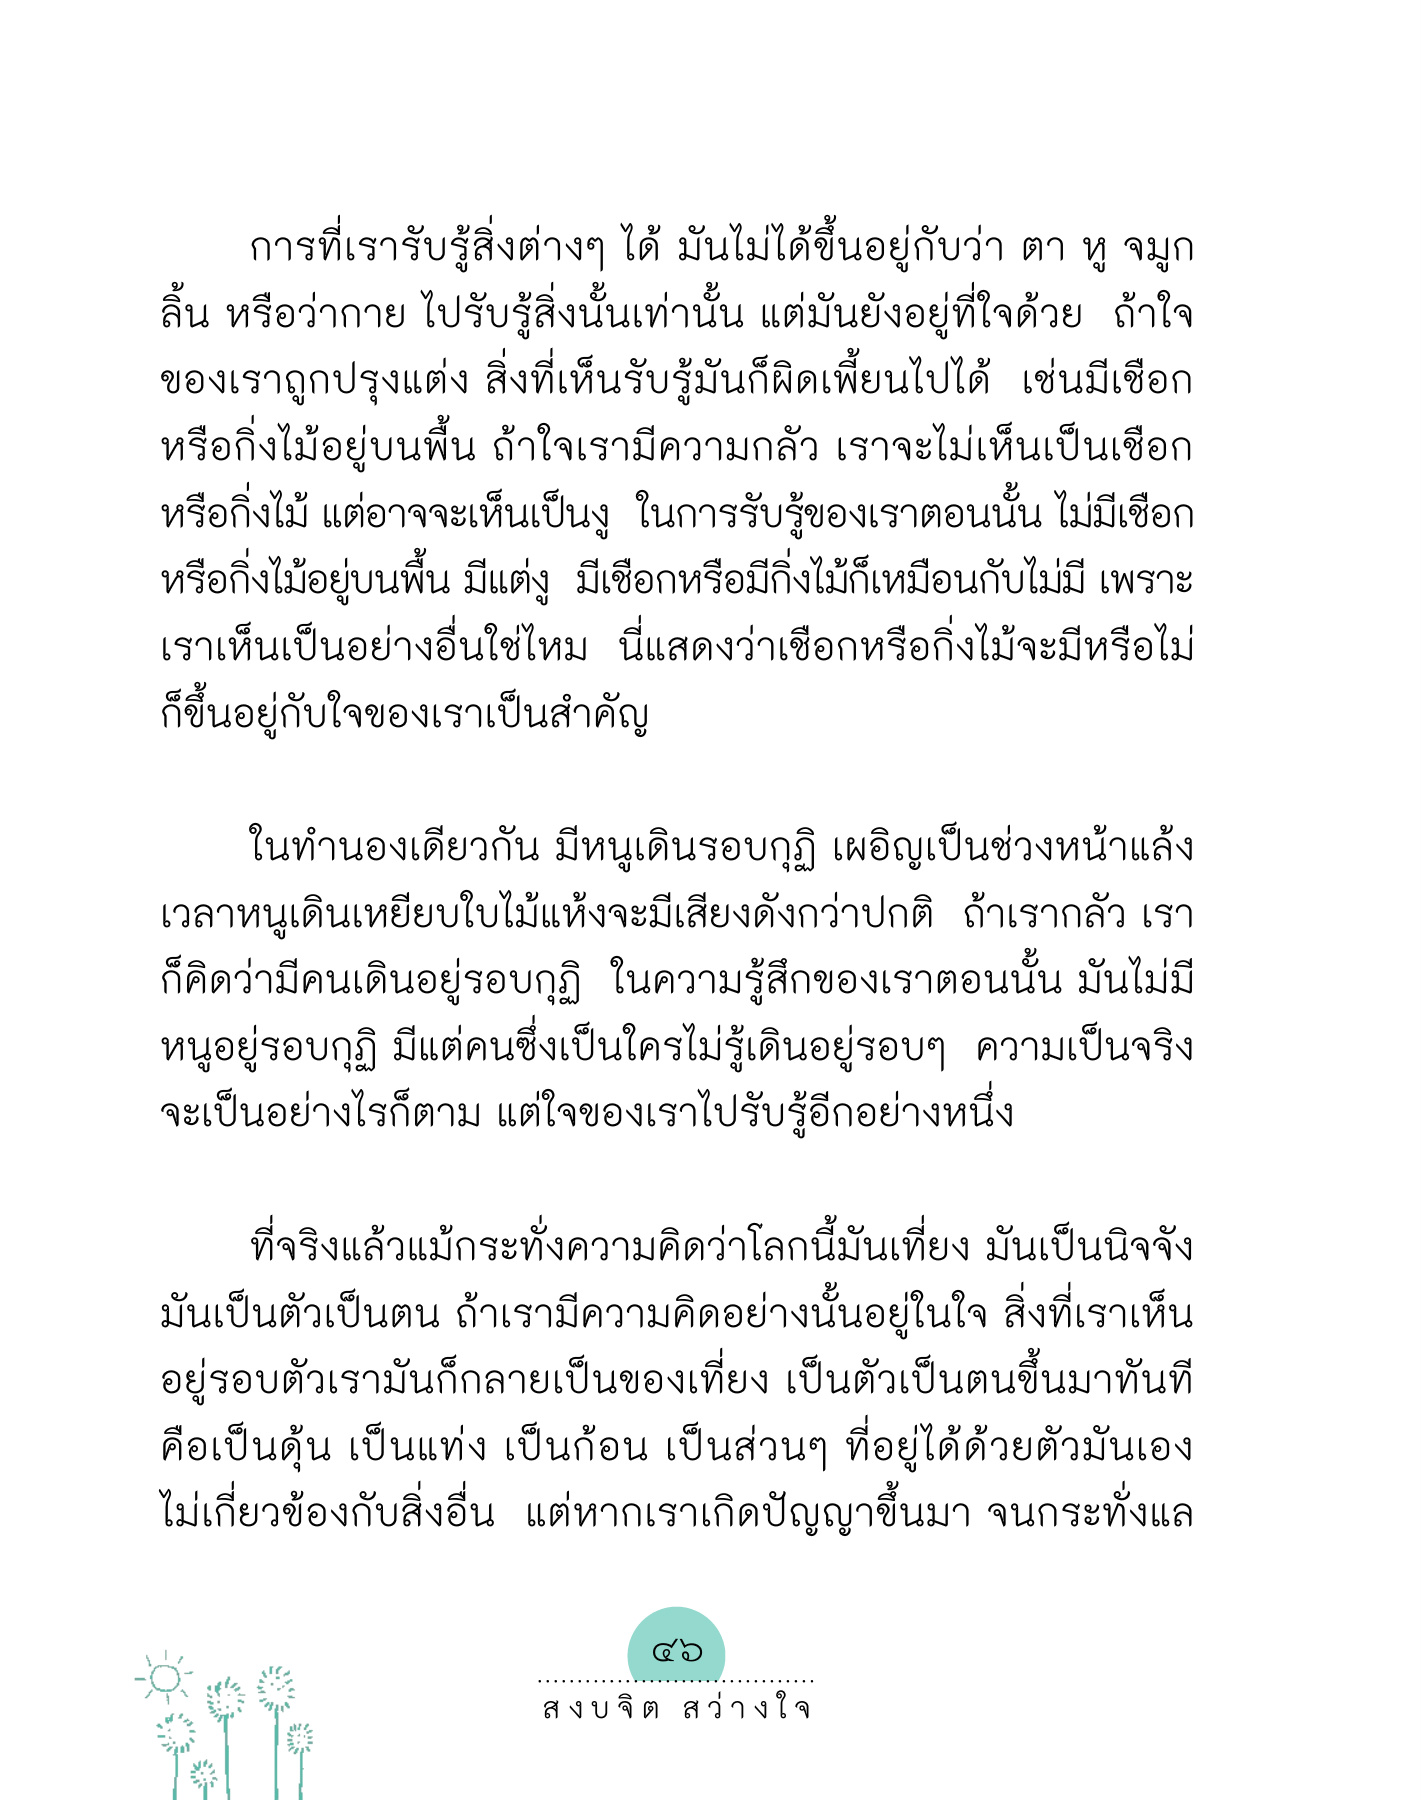 การที่เรารับรู้สิ่งต่างๆ ได้ มันไม่ได้ขึ้นอยู่กับว่า ตา หู จมูก
ลิ้น หรือว่ากาย ไปรับรู้สิ่งนั้นเท่านั้น แต่มันยังอยู่ที่ใจด้วย ถ้าใจ
ของเราถูกปรุงแต่ง สิ่งที่เห็นรับรู้มันก็ผิดเพี้ยนไปได้ เช่นมีเชือก
หรือกิ่งไม้อยู่บนพื้น ถ้าใจเรามีความกลัว เราจะไม่เห็นเป็นเชือก
หรือกิ่งไม้ แต่อาจจะเห็นเป็นงู ในการรับรู้ของเราตอนนั้น ไม่มีเชือก
หรือกิ่งไม้อยู่บนพื้น มีแต่งู มีเชือกหรือมีกิ่งไม้ก็เหมือนกับไม่มี เพราะ
เราเห็นเป็นอย่างอื่นใช่ไหม นี่แสดงว่าเชือกหรือกิ่งไม้จะมีหรือไม่
ก็ขึ้นอยู่กับใจของเราเป็นสำคัญ
ในทำนองเดียวกัน มีหนูเดินรอบกุฏิ เผอิญเป็นช่วงหน้าแล้ง
เวลาหนูเดินเหยียบใบไม้แห้งจะมีเสียงดังกว่าปกติ ถ้าเรากลัว เรา
ก็คิดว่ามีคนเดินอยู่รอบกุฏิ ในความรู้สึกของเราตอนนั้น มันไม่มี
หนูอยู่รอบกุฏิ มีแต่คนซึ่งเป็นใครไม่รู้เดินอยู่รอบๆ ความเป็นจริง
จะเป็นอย่างไรก็ตาม แต่ใจของเราไปรับรู้อีกอย่างหนึ่ง
ที่จริงแล้วแม้กระทั่งความคิดว่าโลกนี้มันเที่ยง มันเป็นนิจจัง
มันเป็นตัวเป็นตน ถ้าเรามีความคิดอย่างนั้นอยู่ในใจ สิ่งที่เราเห็น
อยู่รอบตัวเรามันก็กลายเป็นของเที่ยง เป็นตัวเป็นตนขึ้นมาทันที
คือเป็นดุ้น เป็นแท่ง เป็นก้อน เป็นส่วนๆ ที่อยู่ได้ด้วยตัวมันเอง
ไม่เกี่ยวข้องกับสิ่งอื่น แต่หากเราเกิดปัญญาขึ้นมา จนกระทั่งแล
๔๖
สงบจิต สว่างใจ